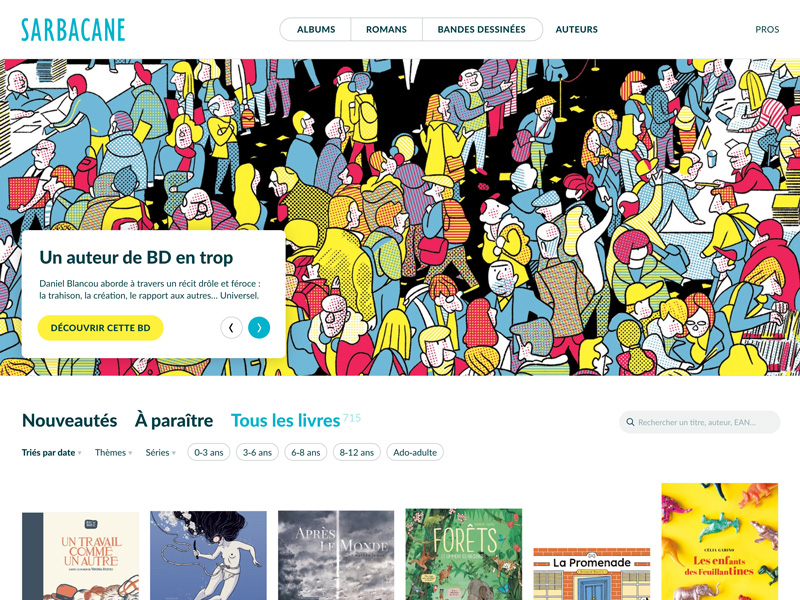 SARBACANE
ALBUMS
ROMANS
BANDES DESSINÉES
AUTEURS
PROS
Un auteur de BD en trop
Daniel Blancou aborde à travers un récit drôle et féroce :
la trahison, la création, le rapport aux autres... Universel.
DÉCOUVRIR CETTE BD
Nouveautés
À paraître
Tous les livres 715
Rechercher un titre, auteur, EAN...
Triés par date
Thèmes
Séries
0-3 ans
3-6 ans
6-8 ans
8-12 ans
Ado-adulte
UN TRAVAIL
COMME
UN AUTRE
APRÈS
LE MONDE
FORÊTS
La Promenade
CÉLIA GARINO
Les enfants
des Feuillantines